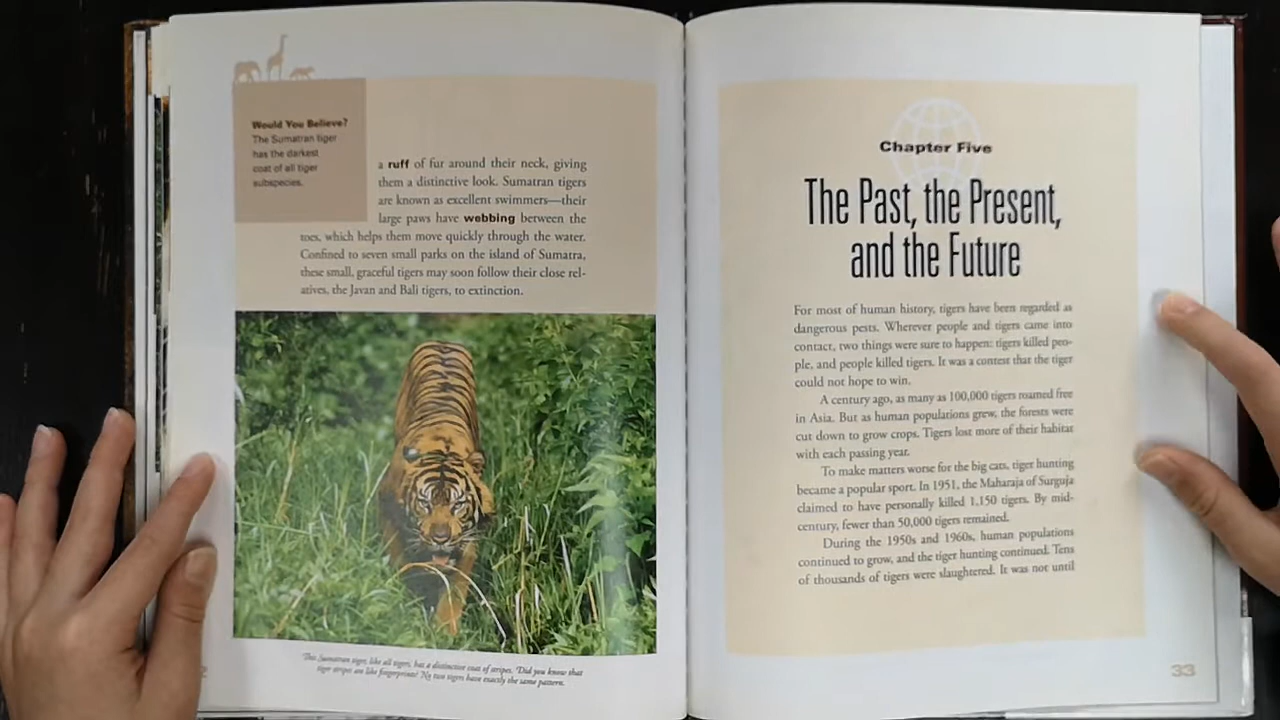 Would You Believe?
The Sumatran tiger
has the darkest
coat of all tiger
subspecies.
a ruff of fur around their neck, giving
them a distinctive look. Sumatran tigers
are known as excellent swimmers—their
large paws have webbing between the
toes, which helps them move quickly through the water.
Confined to seven small parks on the island of Sumatra,
these small, graceful tigers may soon follow their close rel-
atives, the Javan and Bali tigers, to extinction.
This Sumatran tiger, like all tigers, has a distinctive coat of stripes. Did you know that
tiger stripes are like fingerprints? No two tigers have exactly the same pattern.
2
Chapter Five
The Past, the Present,
and the Future
For most of human history, tigers have been regarded as
dangerous pests. Wherever people and tigers came into
contact, two things were sure to happen: tigers killed peo-
ple, and people killed tigers. It was a contest that the tiger
could not hope to win.
A century ago, as many as 100,000 tigers roamed free
in Asia. But as human populations grew, the forests were
cut down to grow crops. Tigers lost more of their habitat
with each passing year.
To make matters worse for the big cats, tiger hunting
became a popular sport. In 1951, the Maharaja of Surguja
claimed to have personally killed 1,150 tigers. By mid-
century, fewer than 50,000 tigers remained.
During the 1950s and 1960s, human populations
continued to grow, and the tiger hunting continued. Tens
of thousands of tigers were slaughtered. It was not until
33